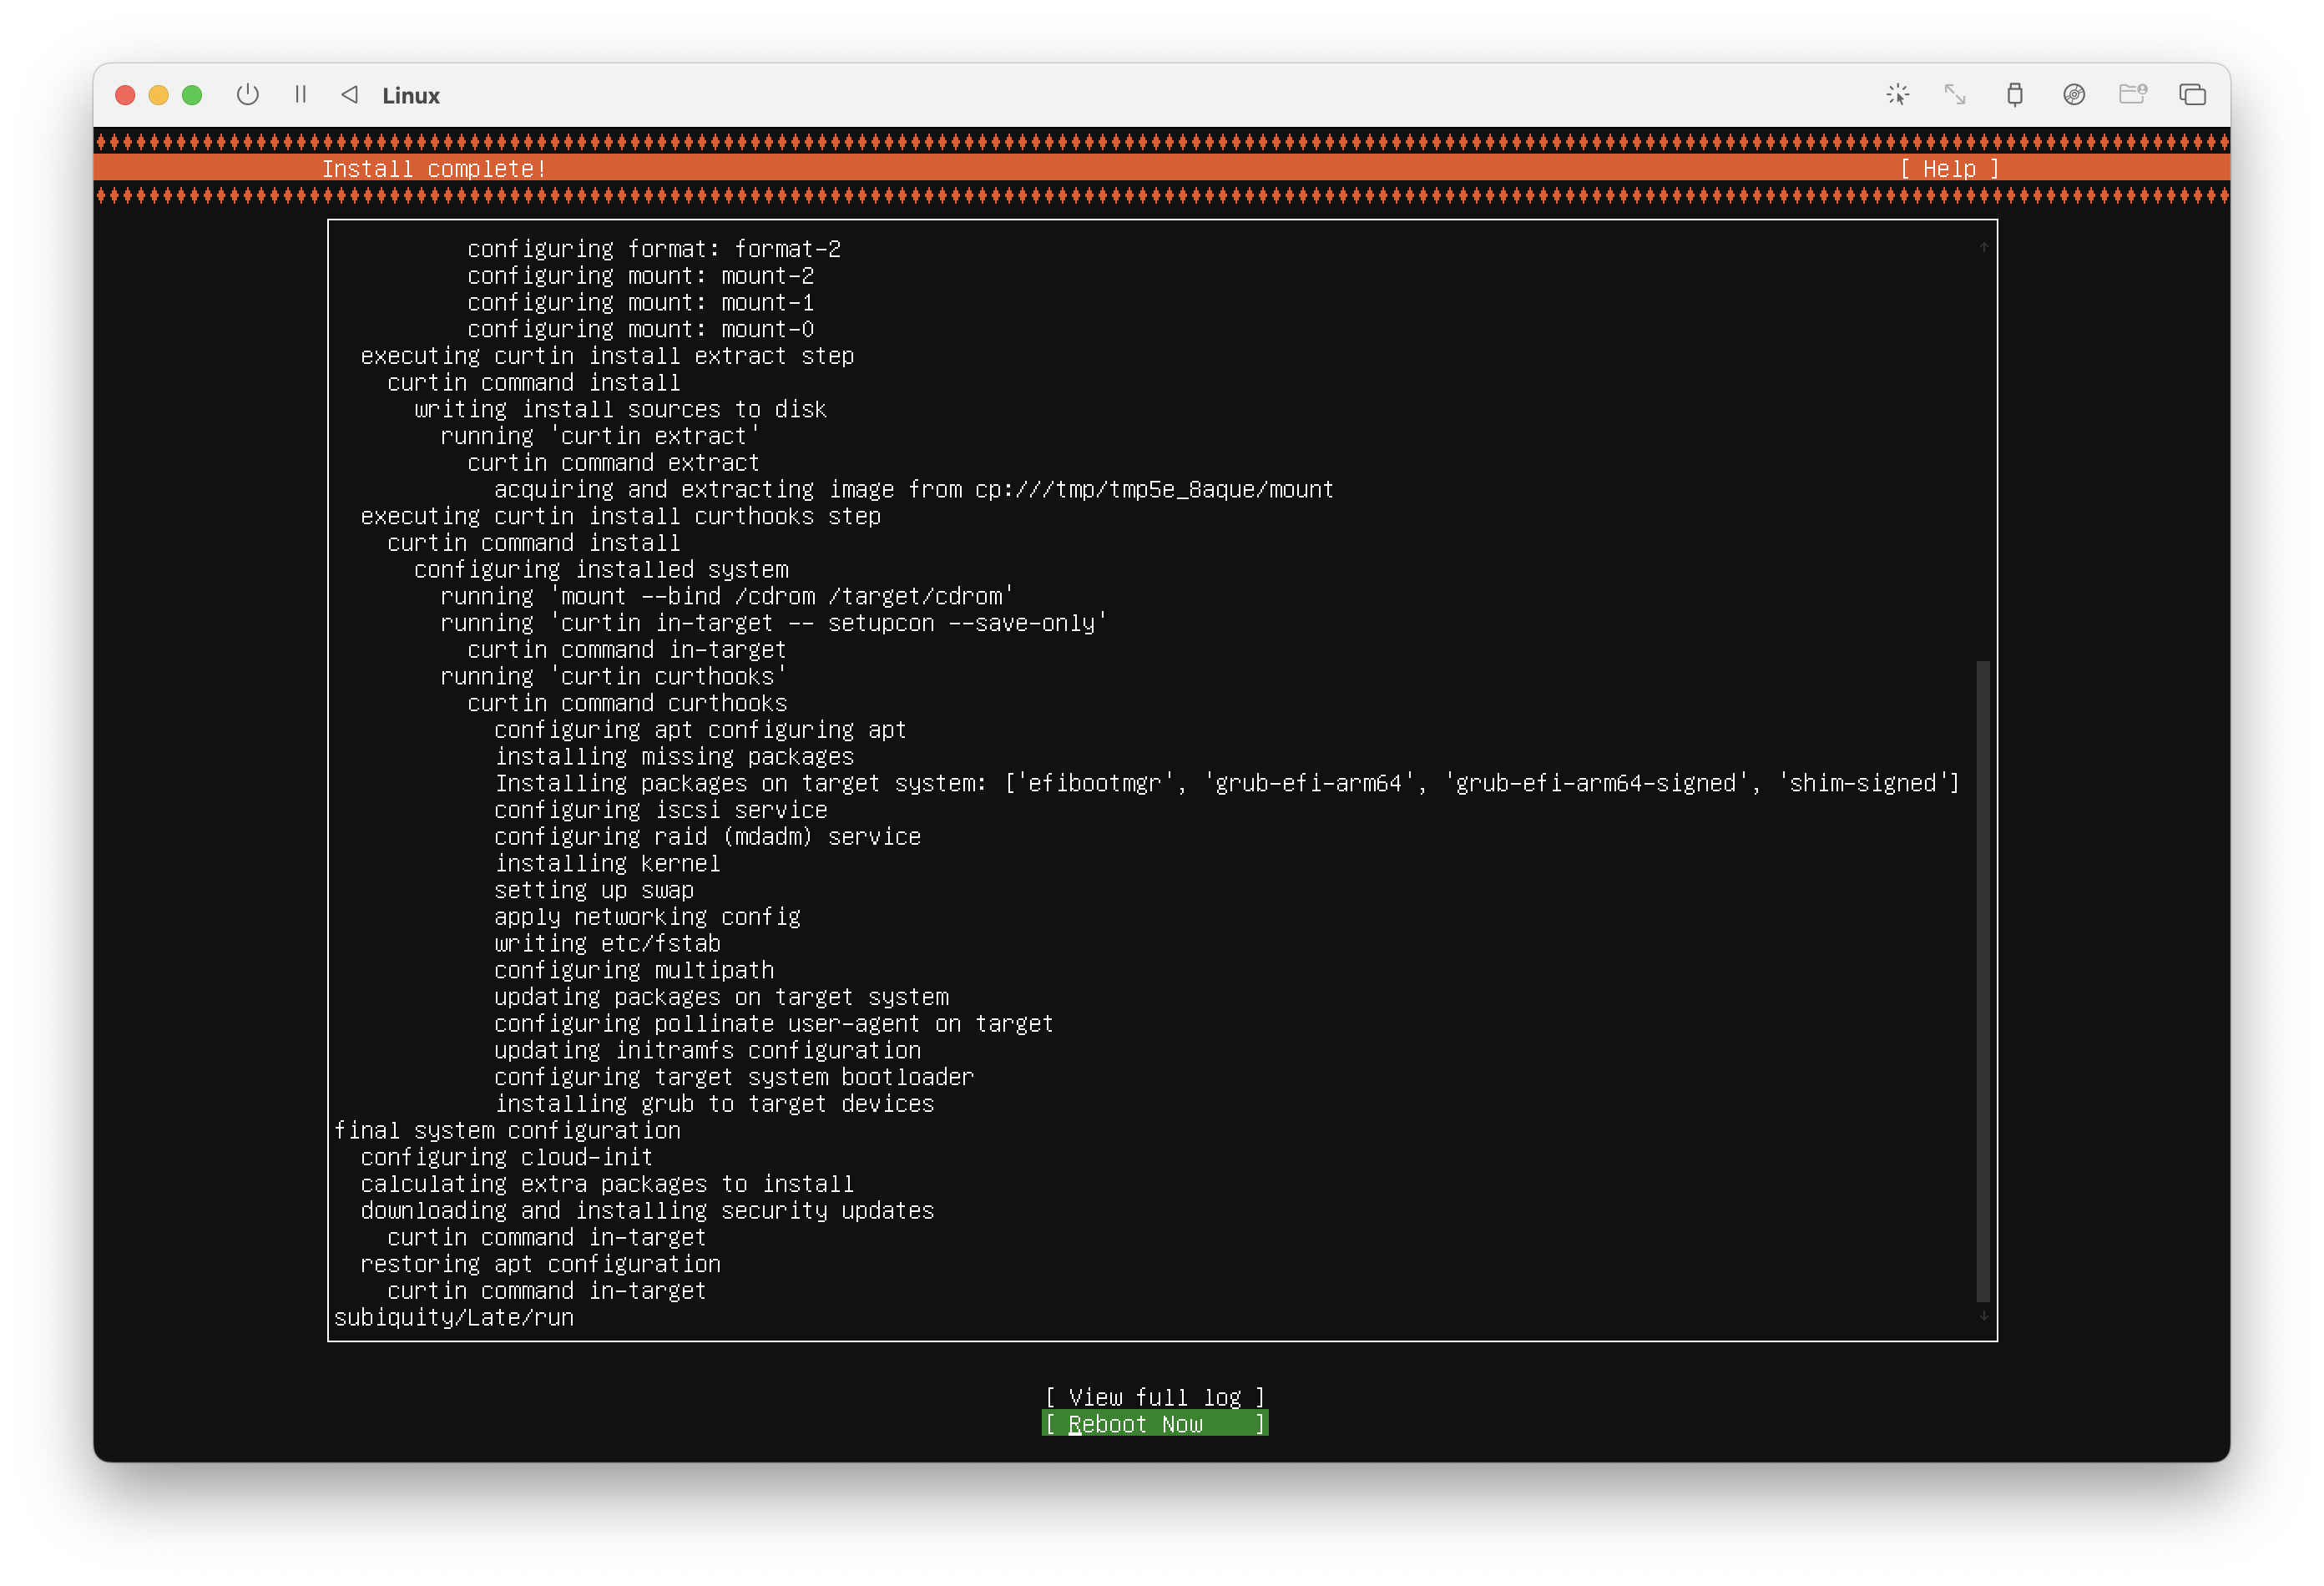 Linux
Install complete! [ Help ]
configuring format: format-2
configuring mount: mount-2
configuring mount: mount-1
configuring mount: mount-0
executing curtin install extract step
curtin command install
writing install sources to disk
running 'curtin extract'
curtin command extract
acquiring and extracting image from cp:///tmp/tmp5e_8aque/mount
executing curtin install curthooks step
curtin command install
configuring installed system
running 'mount --bind /cdrom /target/cdrom'
running 'curtin in-target -- setupcon --save-only'
curtin command in-target
running 'curtin curthooks'
curtin command curthooks
configuring apt configuring apt
installing missing packages
Installing packages on target system: ['efibootmgr', 'grub-efi-arm64', 'grub-efi-arm64-signed', 'shim-signed']
configuring iscsi service
configuring raid (mdadm) service
installing kernel
setting up swap
apply networking config
writing etc/fstab
configuring multipath
updating packages on target system
configuring pollinate user-agent on target
updating initramfs configuration
configuring target system bootloader
installing grub to target devices
final system configuration
configuring cloud-init
calculating extra packages to install
downloading and installing security updates
curtin command in-target
restoring apt configuration
curtin command in-target
subiquity/Late/run
[ View full log ]
[ Reboot Now ]